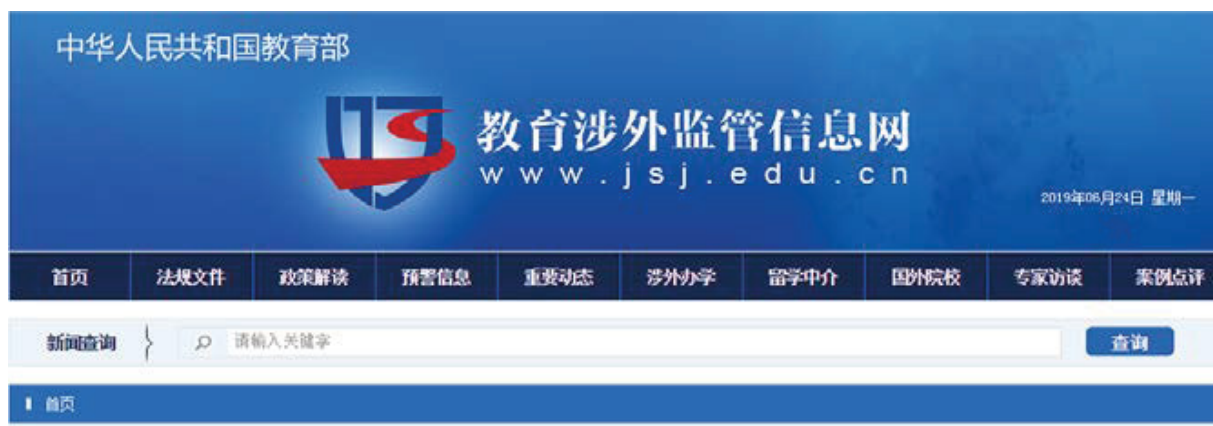 中华人民共和国教育部
教育涉外监管信息网
www.jsj.edu.cn
2019年06月24日 星期一
首页 法规文件 政策解读 预警信息 重要动态 涉外办学 留学中介 国外院校 专家访谈 案例点评
新闻查询 请输入关键字 查询
首页